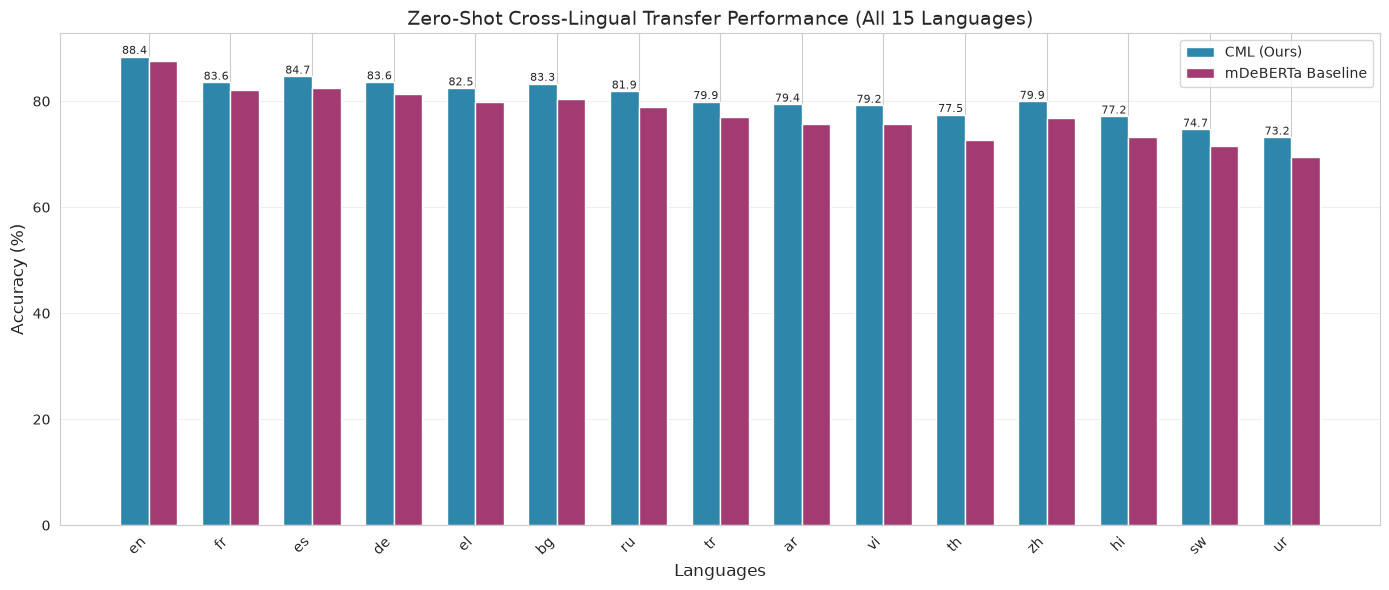 Zero-Shot Cross-Lingual Transfer Performance (All 15 Languages)
CML (Ours)
mDeBERTa Baseline
Accuracy (%)
80
60
40
20
0
88.4
83.6
84.7
83.6
82.5
83.3
81.9
79.9
79.4
79.2
77.5
79.9
77.2
74.7
73.2
en
fr
es
de
el
bg
ru
tr
ar
vi
th
zh
hi
sw
ur
Languages